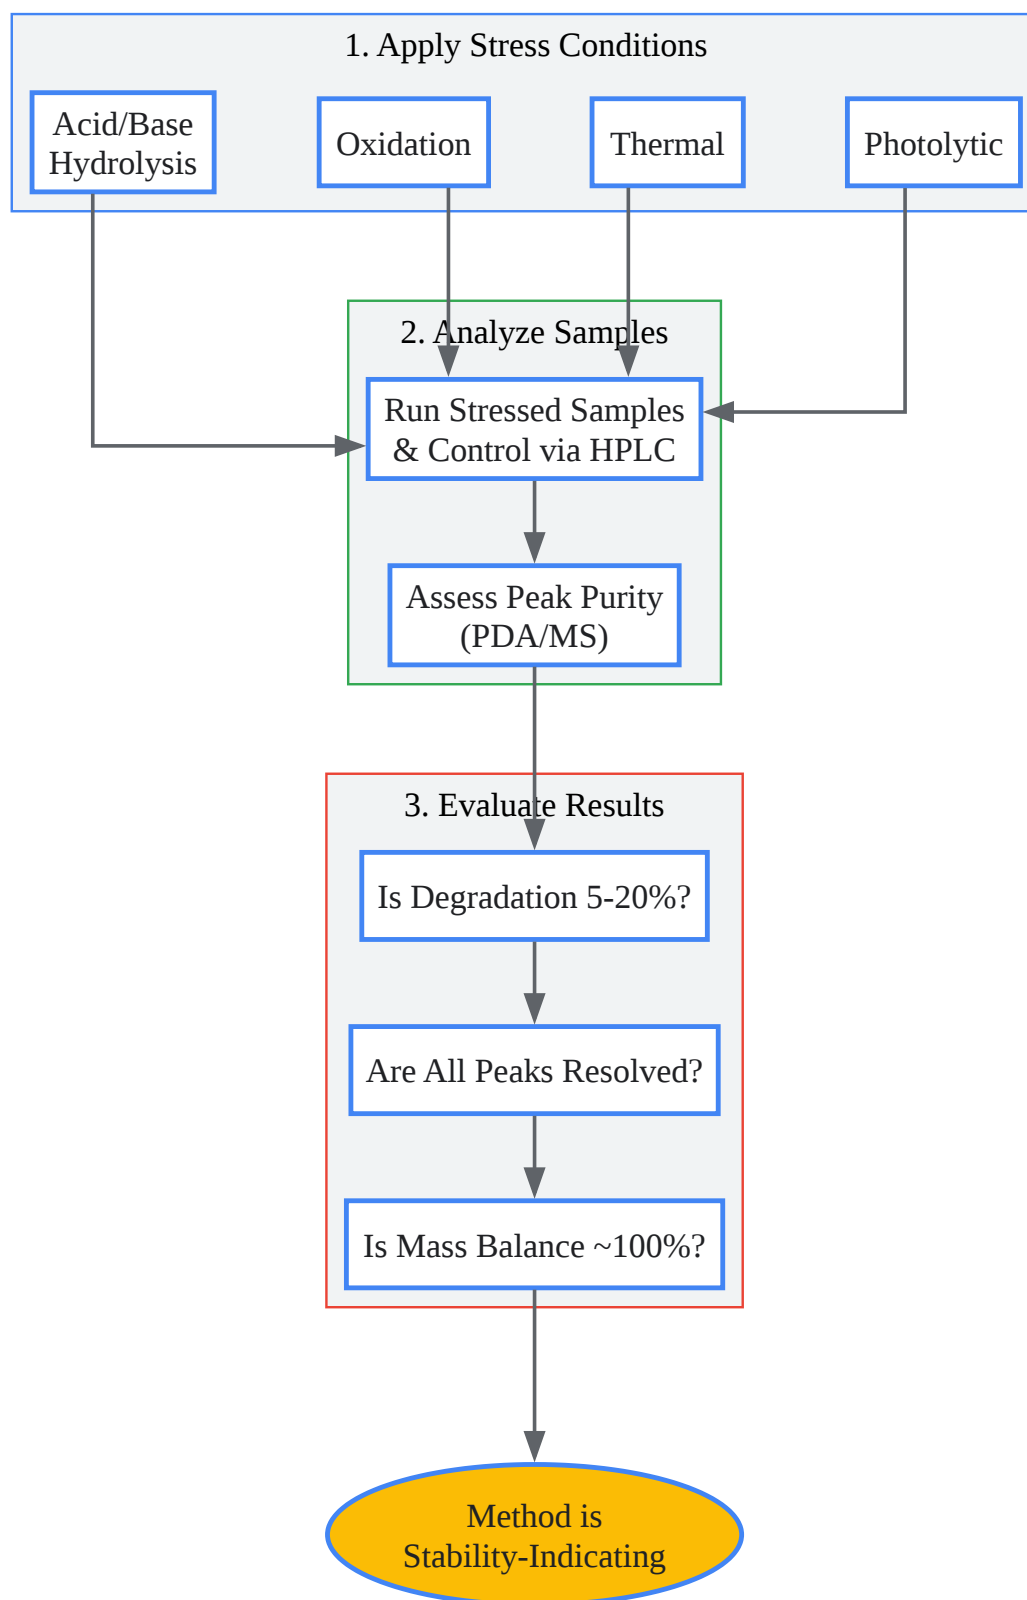 1. Apply Stress Conditions
Acid/Base
Hydrolysis
Oxidation
Thermal
Photolytic
2. Analyze Samples
Run Stressed Samples
& Control via HPLC
Assess Peak Purity
(PDA/MS)
3. Evaluate Results
Is Degradation 5-20%?
Are All Peaks Resolved?
Is Mass Balance ~100%?
Method is
Stability-Indicating